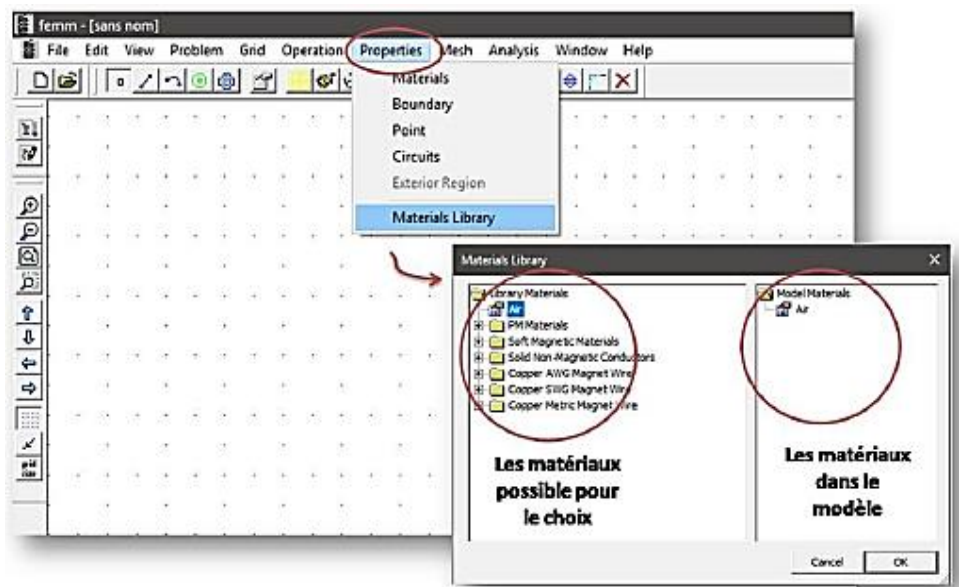 femm - [sans nom]
File Edit View Problem Grid Operation Properties Mesh Analysis Window Help
Materials
Boundary
Point
Circuits
Exterior Region
Materials Library
Materials Library
Library Materials
Air
PM Materials
Soft Magnetic Materials
Solid Non-Magnetic Conductors
Copper AWG Magnet Wire
Copper SWG Magnet Wire
Copper Metric Magnet Wire
Les matériaux
possible pour
le choix
Model Materials
Air
Les matériaux
dans le
modèle
Cancel OK